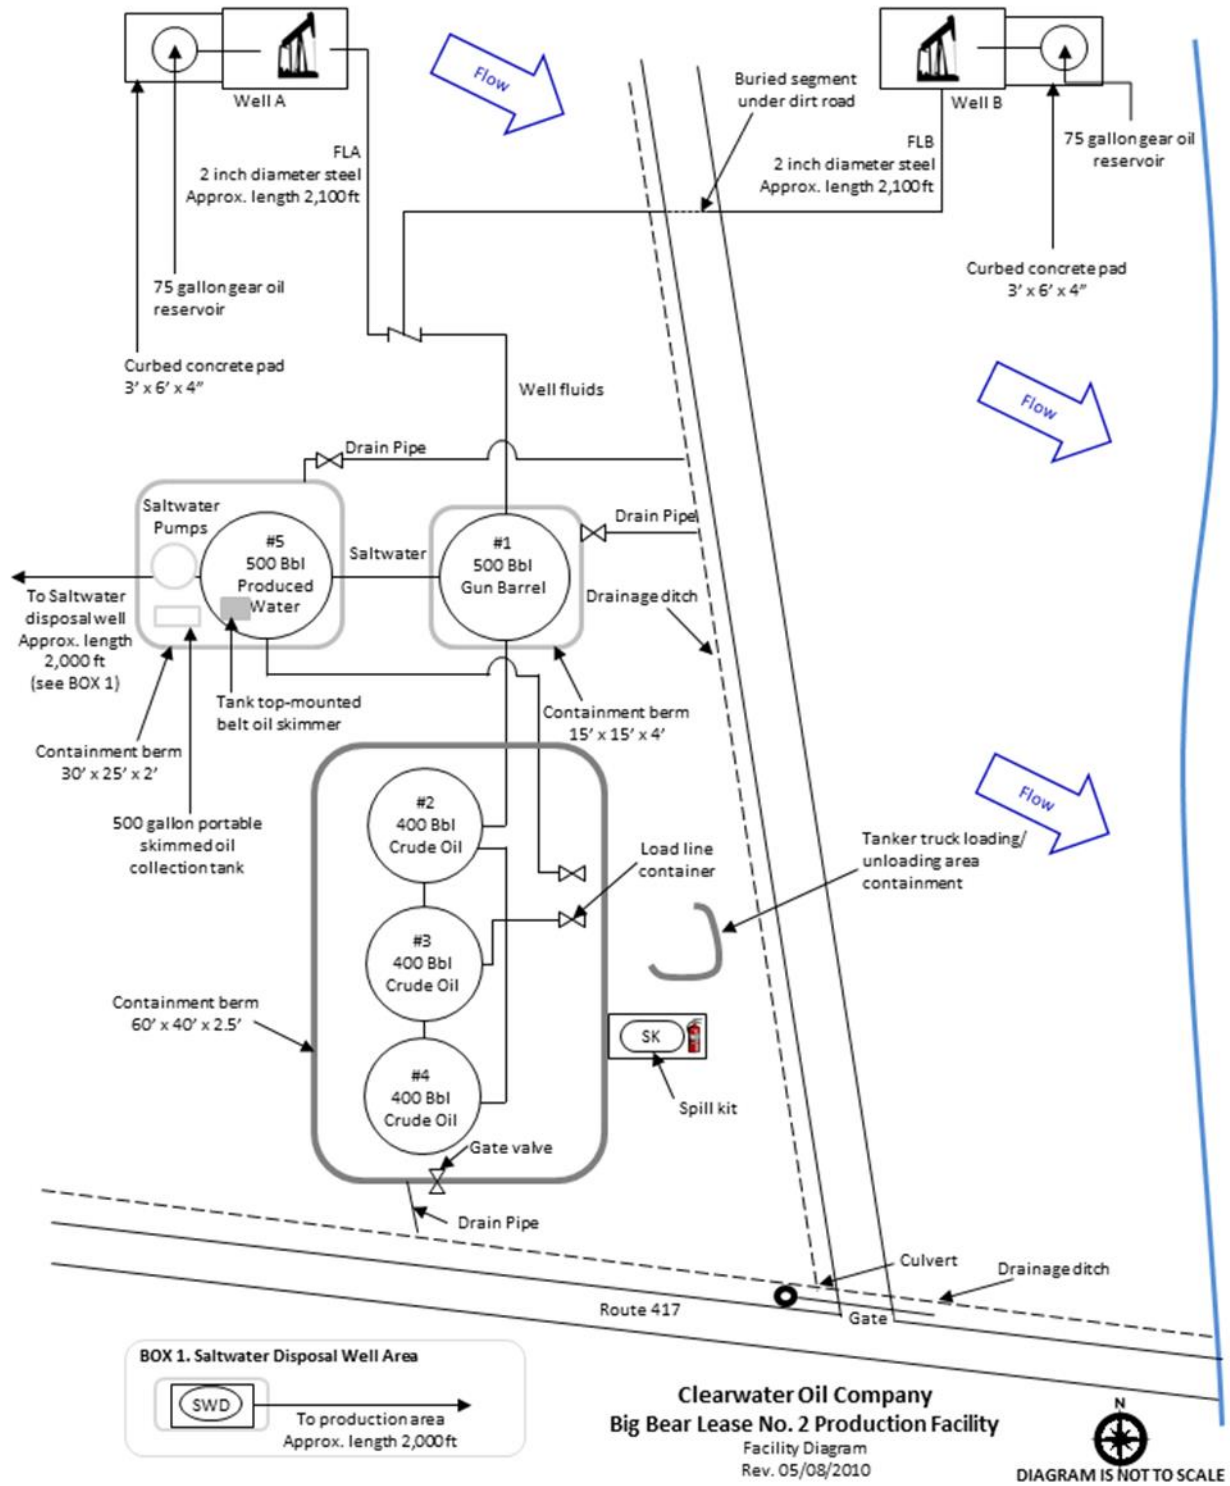 Flow
Well A
Buried segment
under dirt road
Well B
75 gallon gear oil
reservoir
FLA
2 inch diameter steel
Approx. length 2,100ft
FLB
2 inch diameter steel
Approx. length 2,100ft
75 gallon gear oil
reservoir
Curbed concrete pad
3' x 6' x 4"
Curbed concrete pad
3' x 6' x 4"
Well fluids
Flow
Drain Pipe
Saltwater
Pumps
#5
500 Bbl
Produced
Water
Saltwater
#1
500 Bbl
Gun Barrel
Drain Pipe
Drainage ditch
To Saltwater
disposal well
Approx. length
2,000 ft
(see BOX 1)
Tank top-mounted
belt oil skimmer
Containment berm
15' x 15' x 4'
Containment berm
30' x 25' x 2'
500 gallon portable
skimmed oil
collection tank
#2
400 Bbl
Crude Oil
Load line
container
Flow
Tanker truck loading/
unloading area
containment
#3
400 Bbl
Crude Oil
Containment berm
60' x 40' x 2.5'
SK
#4
400 Bbl
Crude Oil
Spill kit
Gate valve
Drain Pipe
Culvert
Drainage ditch
Route 417
Gate
BOX 1. Saltwater Disposal Well Area
SWD
To production area
Approx. length 2,000ft
Clearwater Oil Company
Big Bear Lease No. 2 Production Facility
Facility Diagram
Rev. 05/08/2010
N
DIAGRAM IS NOT TO SCALE